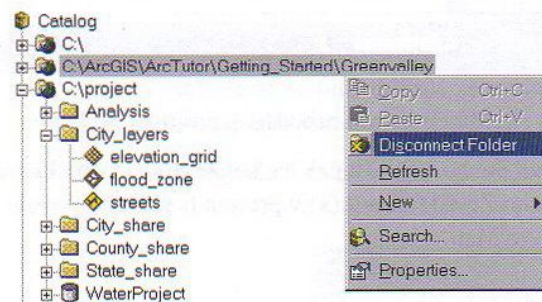 Catalog
C:\
C:\ArcGIS\ArcTutor\Getting_Started\Greenvalley
C:\project
Analysis
City_layers
elevation_grid
flood_zone
streets
City_share
County_share
State_share
WaterProject
Copy Ctrl+C
Paste Ctrl+V
Disconnect Folder
Refresh
New
Search...
Properties...